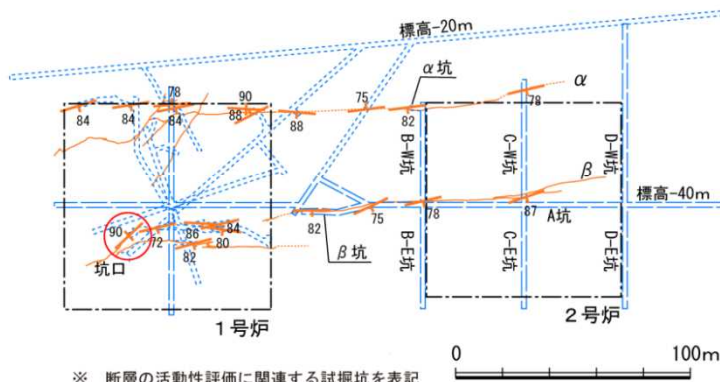 標高-20m
78
84
84
84
90
88
88
75
82
α坑
78
α
B-W坑
C-W坑
D-W坑
β
標高-40m
90
72
86
84
82
80
82
75
78
87
A坑
β坑
坑口
B-E坑
C-E坑
D-E坑
1号炉
2号炉
0
100m
※ 断層の活動性評価に関連する試掘坑を表記